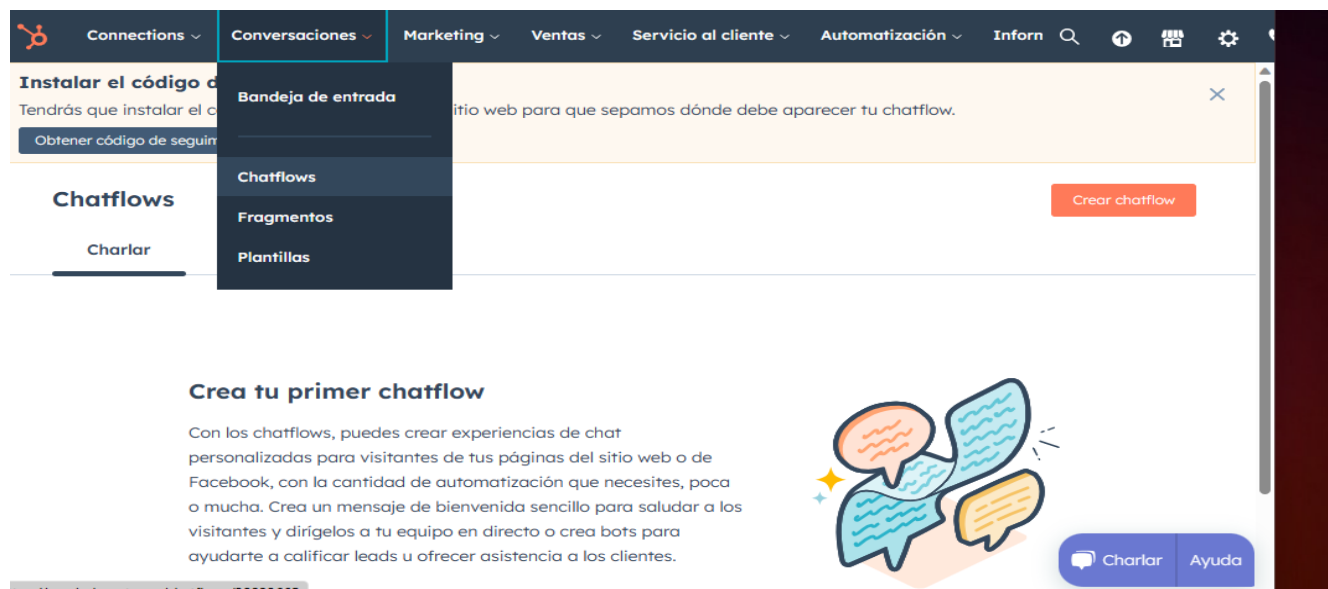 Connections Conversaciones Marketing Ventas Servicio al cliente Automatización Inform
Instalar el código d
Tendrás que instalar el c itio web para que sepamos dónde debe aparecer tu chatflow.
Obtener código de seguim
Bandeja de entrada
Chatflows
Fragmentos
Plantillas
Chatflows
Crear chatflow
Charlar
Crea tu primer chatflow
Con los chatflows, puedes crear experiencias de chat
personalizadas para visitantes de tus páginas del sitio web o de
Facebook, con la cantidad de automatización que necesites, poca
o mucha. Crea un mensaje de bienvenida sencillo para saludar a los
visitantes y dirígelos a tu equipo en directo o crea bots para
ayudarte a calificar leads u ofrecer asistencia a los clientes.
Charlar Ayuda